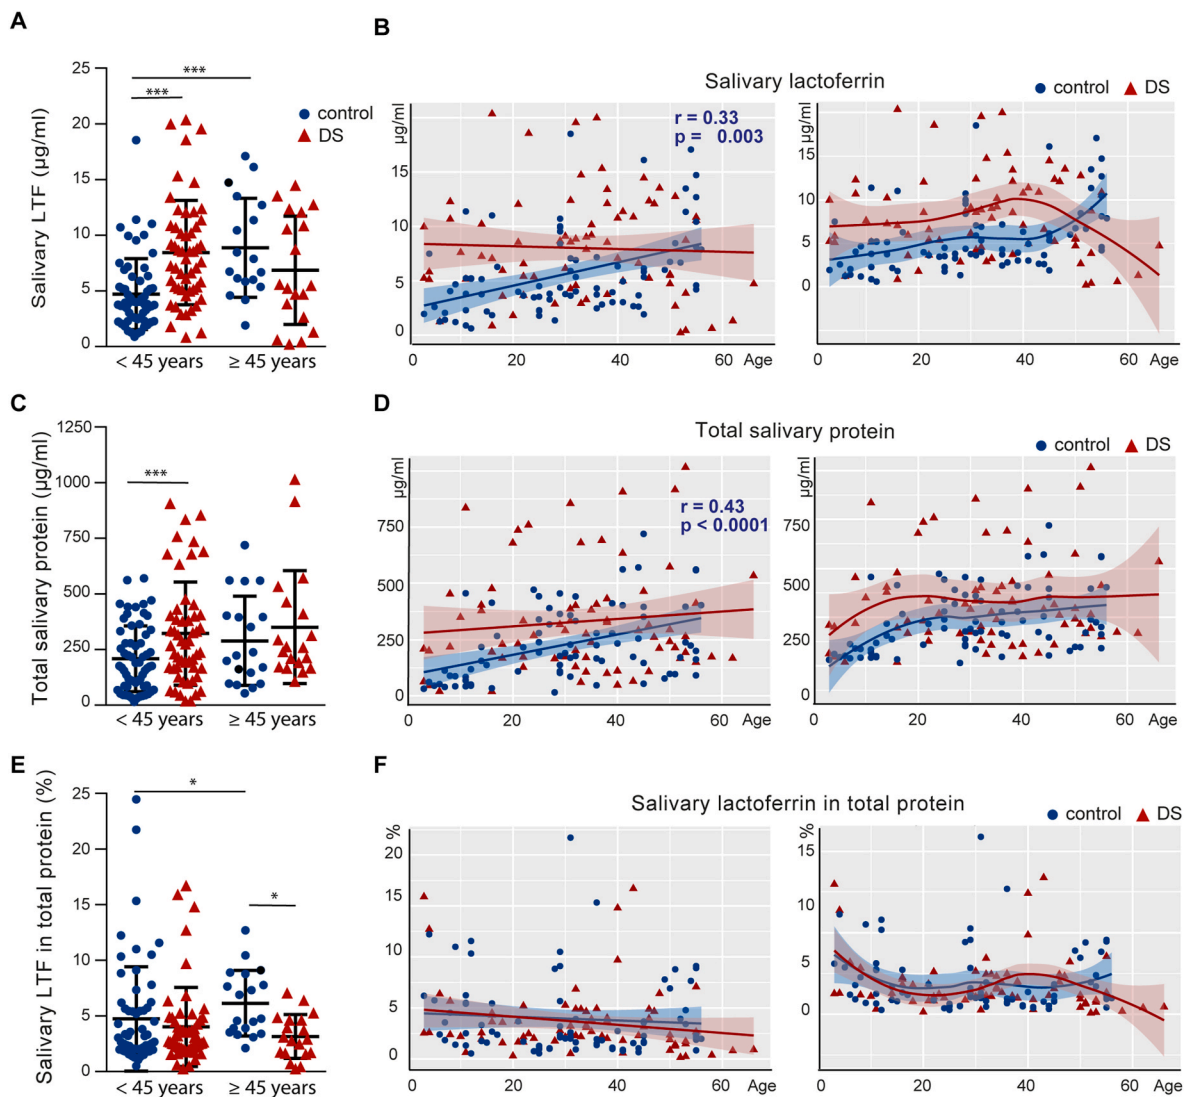 A
B
25
20
15
10
5
0
Salivary LTF (µg/ml)
***
***
control
DS
< 45 years
≥ 45 years
Salivary lactoferrin
control DS
µg/ml
15
10
5
0
r = 0.33
p = 0.003
20
40
60
Age
µg/ml
15
10
5
0
0
20
40
60
Age
C
D
1250
1000
750
500
250
0
Total salivary protein (µg/ml)
***
< 45 years
≥ 45 years
Total salivary protein
control DS
µg/ml
750
500
250
0
r = 0.43
p < 0.0001
20
40
60
Age
µg/ml
750
500
250
0
0
20
40
60
Age
E
F
25
20
15
10
5
0
Salivary LTF in total protein (%)
*
*
< 45 years
≥ 45 years
Salivary lactoferrin in total protein
control DS
%
20
15
10
5
0
0
20
40
60
Age
%
15
10
5
0
0
20
40
60
Age